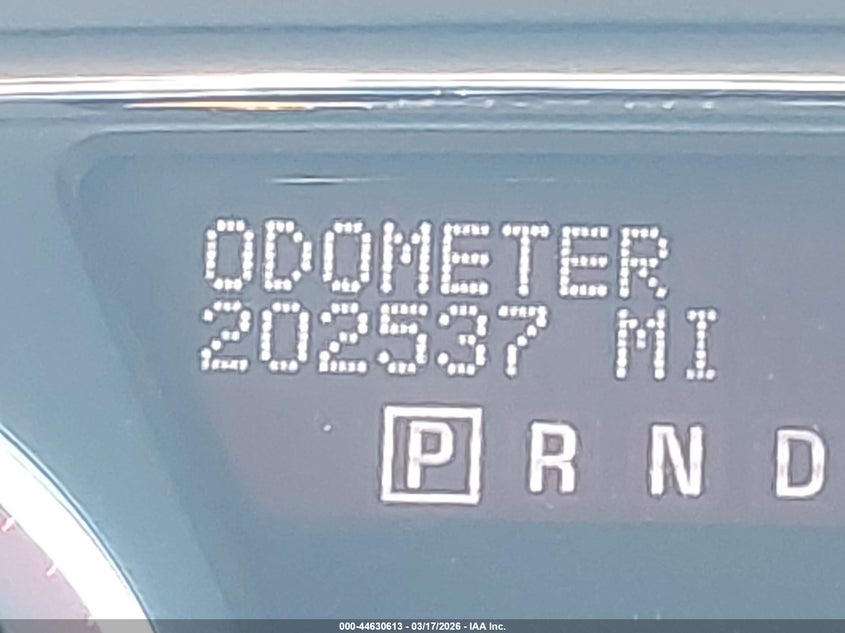 ODOMETER
202537 MI
P R N D
000-44630613 - 03/17/2026 - IAA Inc.